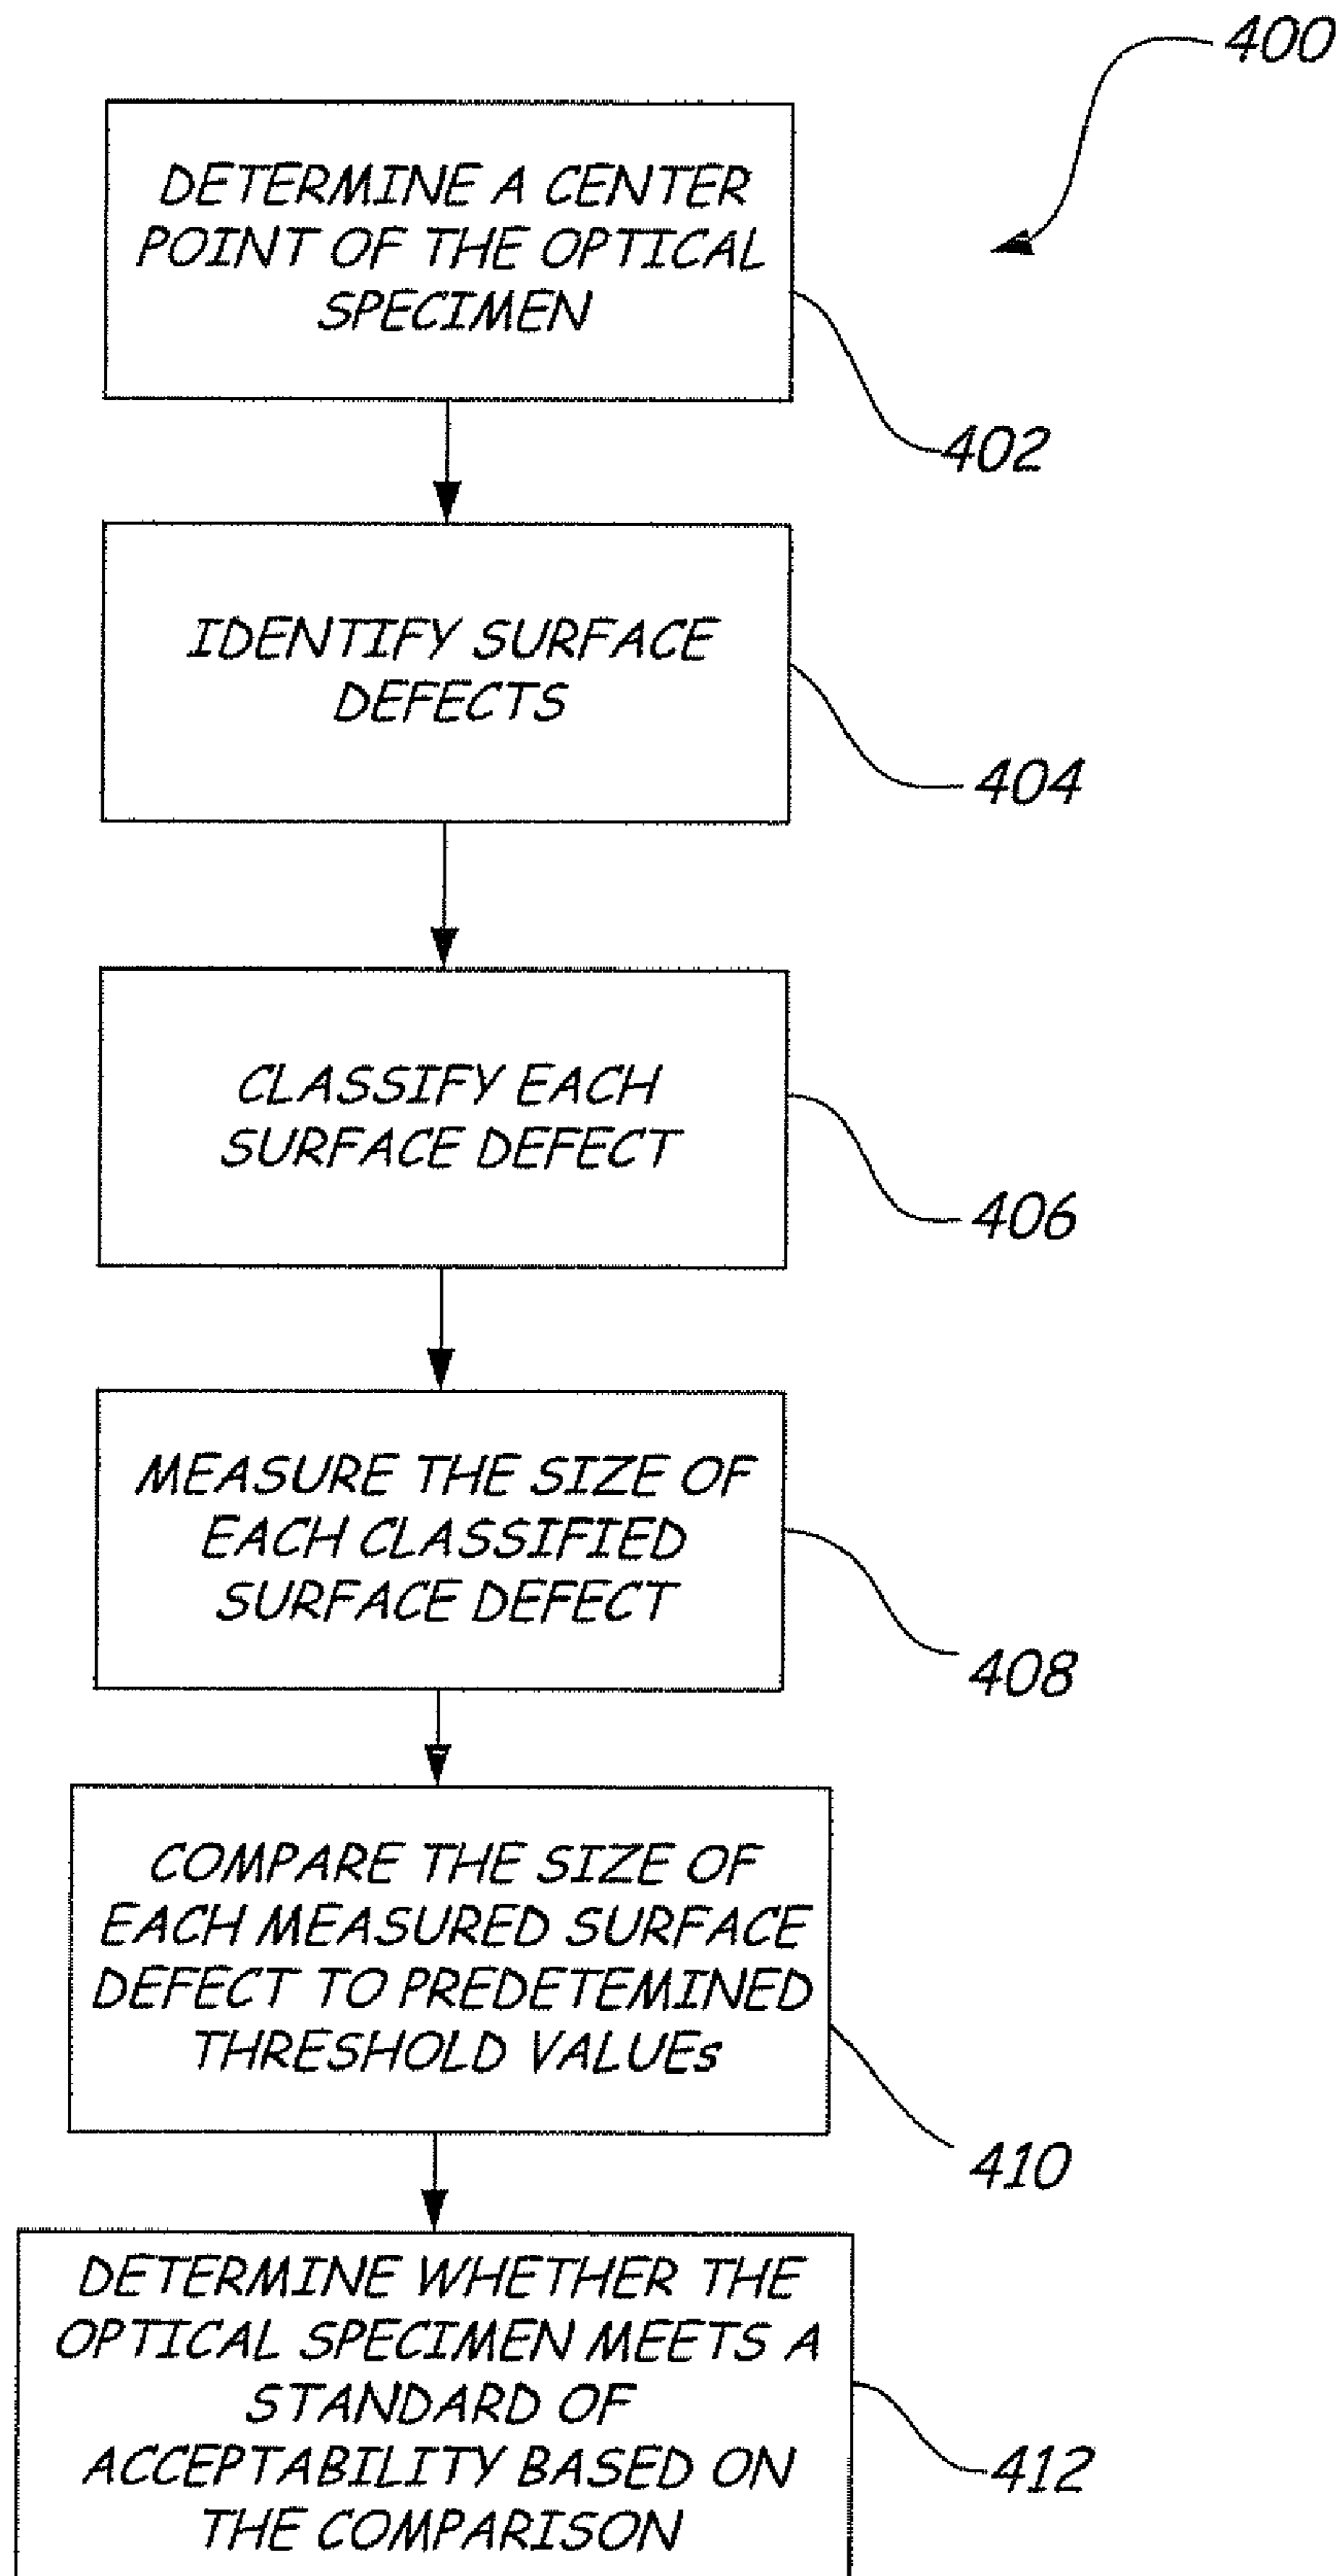 400
DETERMINE A CENTER
POINT OF THE OPTICAL
SPECIMEN
402
IDENTIFY SURFACE
DEFECTS
404
CLASSIFY EACH
SURFACE DEFECT
406
MEASURE THE SIZE OF
EACH CLASSIFIED
SURFACE DEFECT
408
COMPARE THE SIZE OF
EACH MEASURED SURFACE
DEFECT TO PREDETEMINED
THRESHOLD VALUEs
410
DETERMINE WHETHER THE
OPTICAL SPECIMEN MEETS A
STANDARD OF
ACCEPTABILITY BASED ON
THE COMPARISON
412